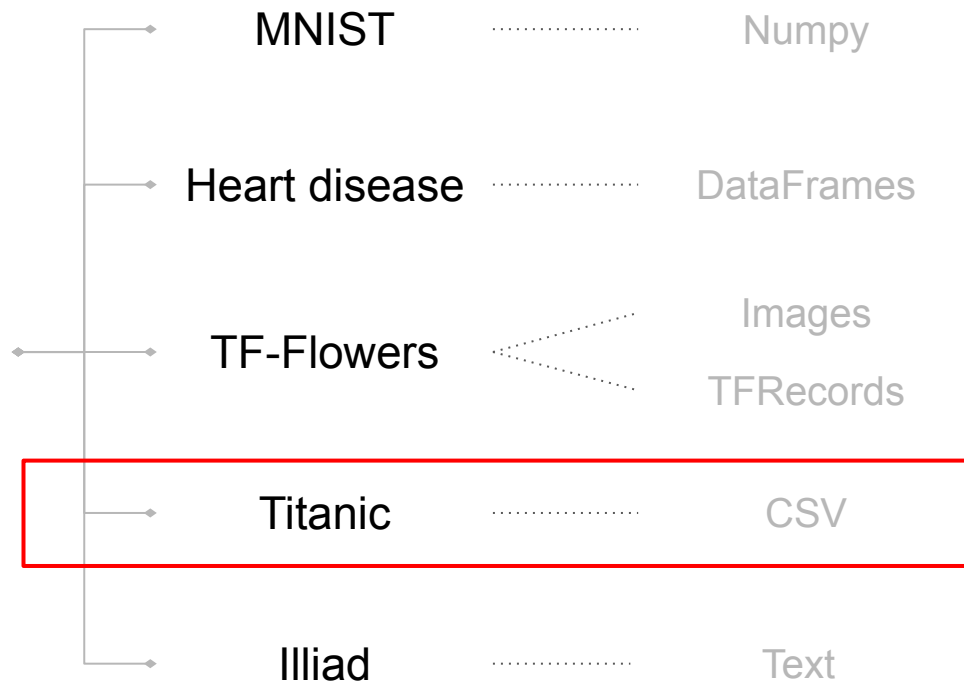 MNIST Numpy
Heart disease DataFrames
Images
TF-Flowers
TFRecords
Titanic CSV
Illiad Text